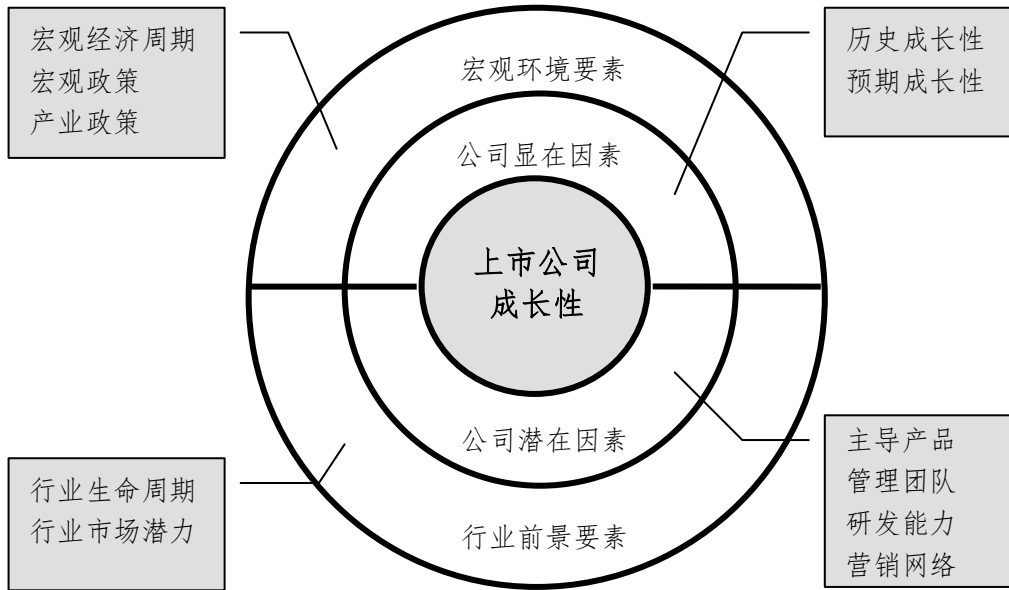 宏观经济周期
宏观政策
产业政策
宏观环境要素
历史成长性
预期成长性
公司显在因素
上市公司
成长性
公司潜在因素
行业生命周期
行业市场潜力
行业前景要素
主导产品
管理团队
研发能力
营销网络